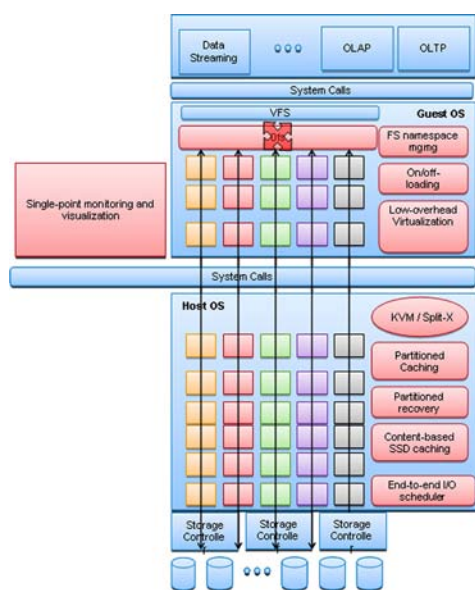 Data
Streaming
OLAP
OLTP
System Calls
VFS
Guest OS
FS namespace
mgmg
On/off-
loading
Low-overhead
Virtualization
Single-point monitoring and
visualization
System Calls
Host OS
KVM / Split-X
Partitioned
Caching
Partitioned
recovery
Content-based
SSD caching
End-to-end I/O
scheduler
Storage
Controlle
Storage
Controlle
Storage
Controlle
r